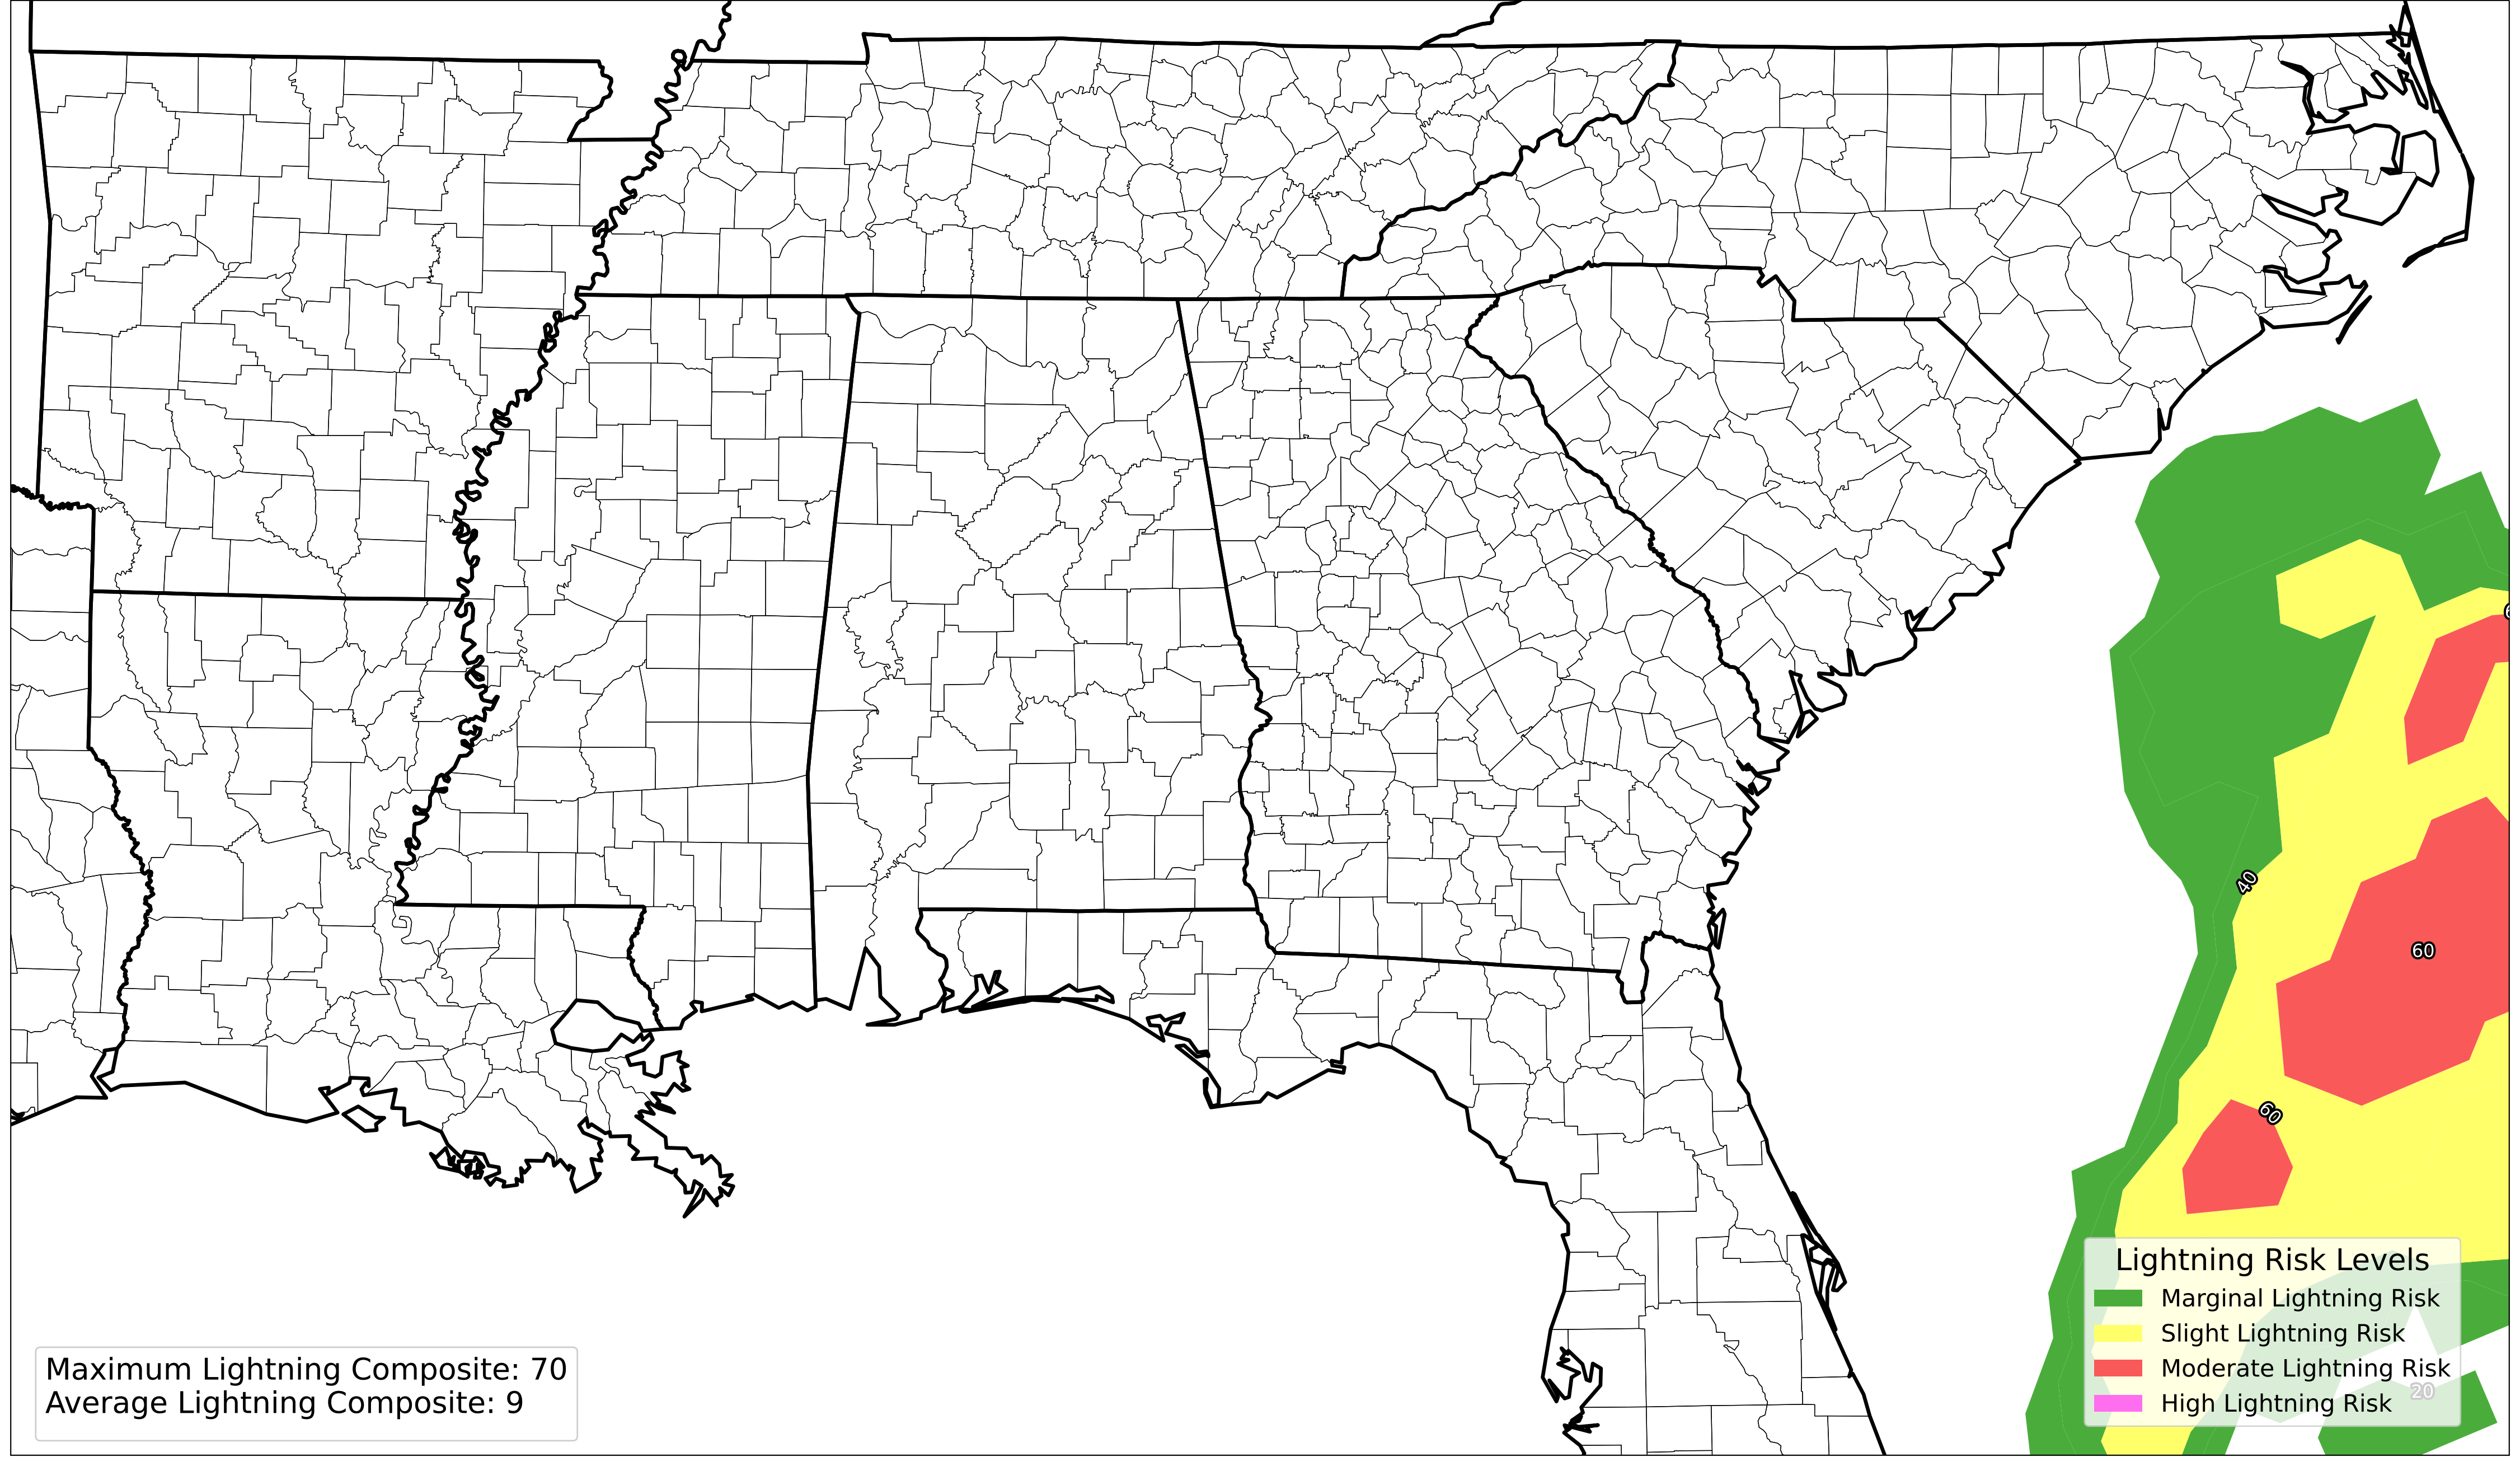 40
60
60
Lightning Risk Levels
Marginal Lightning Risk
Slight Lightning Risk
Moderate Lightning Risk
20
High Lightning Risk
Maximum Lightning Composite: 70
Average Lightning Composite: 9